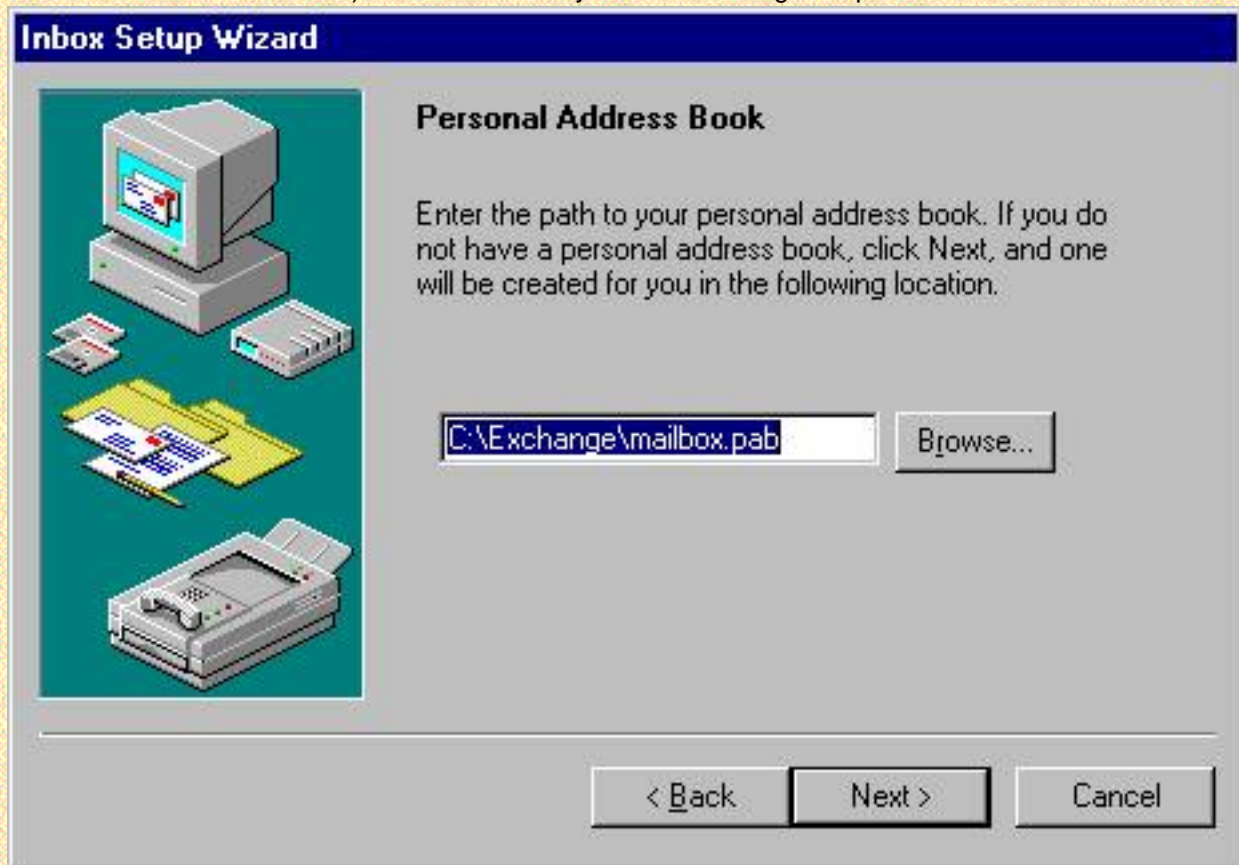 Inbox Setup Wizard
Personal Address Book
Enter the path to your personal address book. If you do
not have a personal address book, click Next, and one
will be created for you in the following location.
C:\Exchange\mailbox.pab
Browse...
< Back
Next >
Cancel